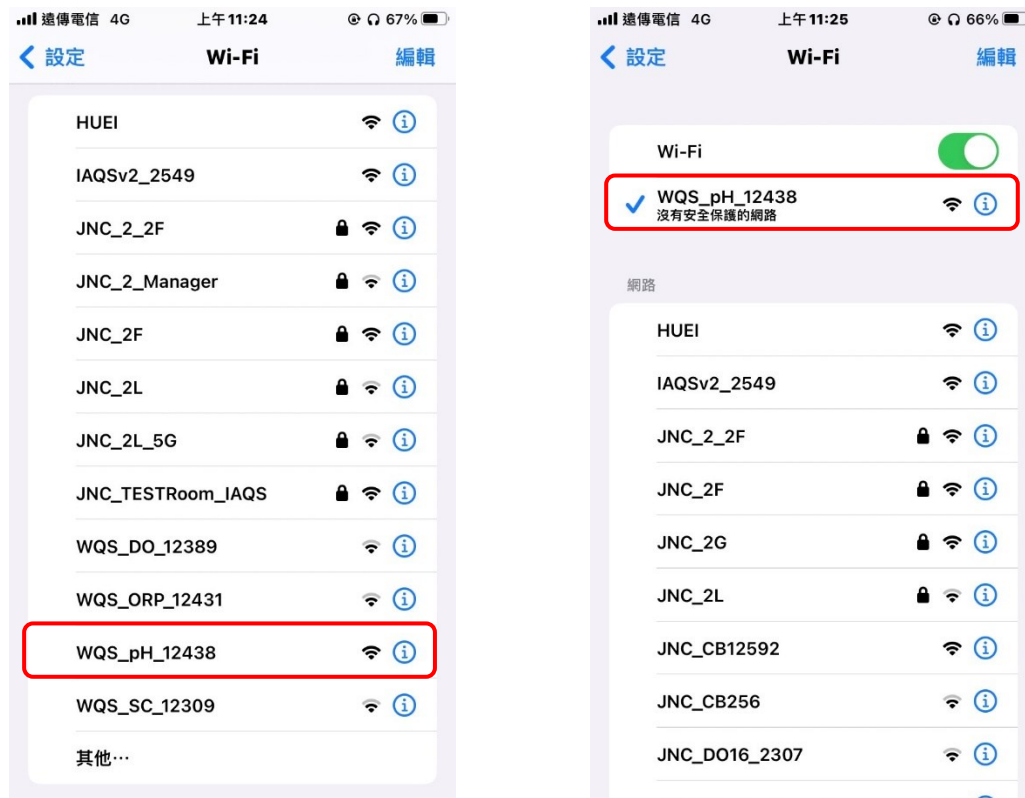 遠傳電信 4G 上午11:24 67%
設定 Wi-Fi 編輯
HUEI
IAQSv2_2549
JNC_2_2F
JNC_2_Manager
JNC_2F
JNC_2L
JNC_2L_5G
JNC_TESTRoom_IAQS
WQS_DO_12389
WQS_ORP_12431
WQS_pH_12438
WQS_SC_12309
其他…
遠傳電信 4G 上午11:25 66%
設定 Wi-Fi 編輯
Wi-Fi
WQS_pH_12438
沒有安全保護的網路
網路
HUEI
IAQSv2_2549
JNC_2_2F
JNC_2F
JNC_2G
JNC_2L
JNC_CB12592
JNC_CB256
JNC_DO16_2307